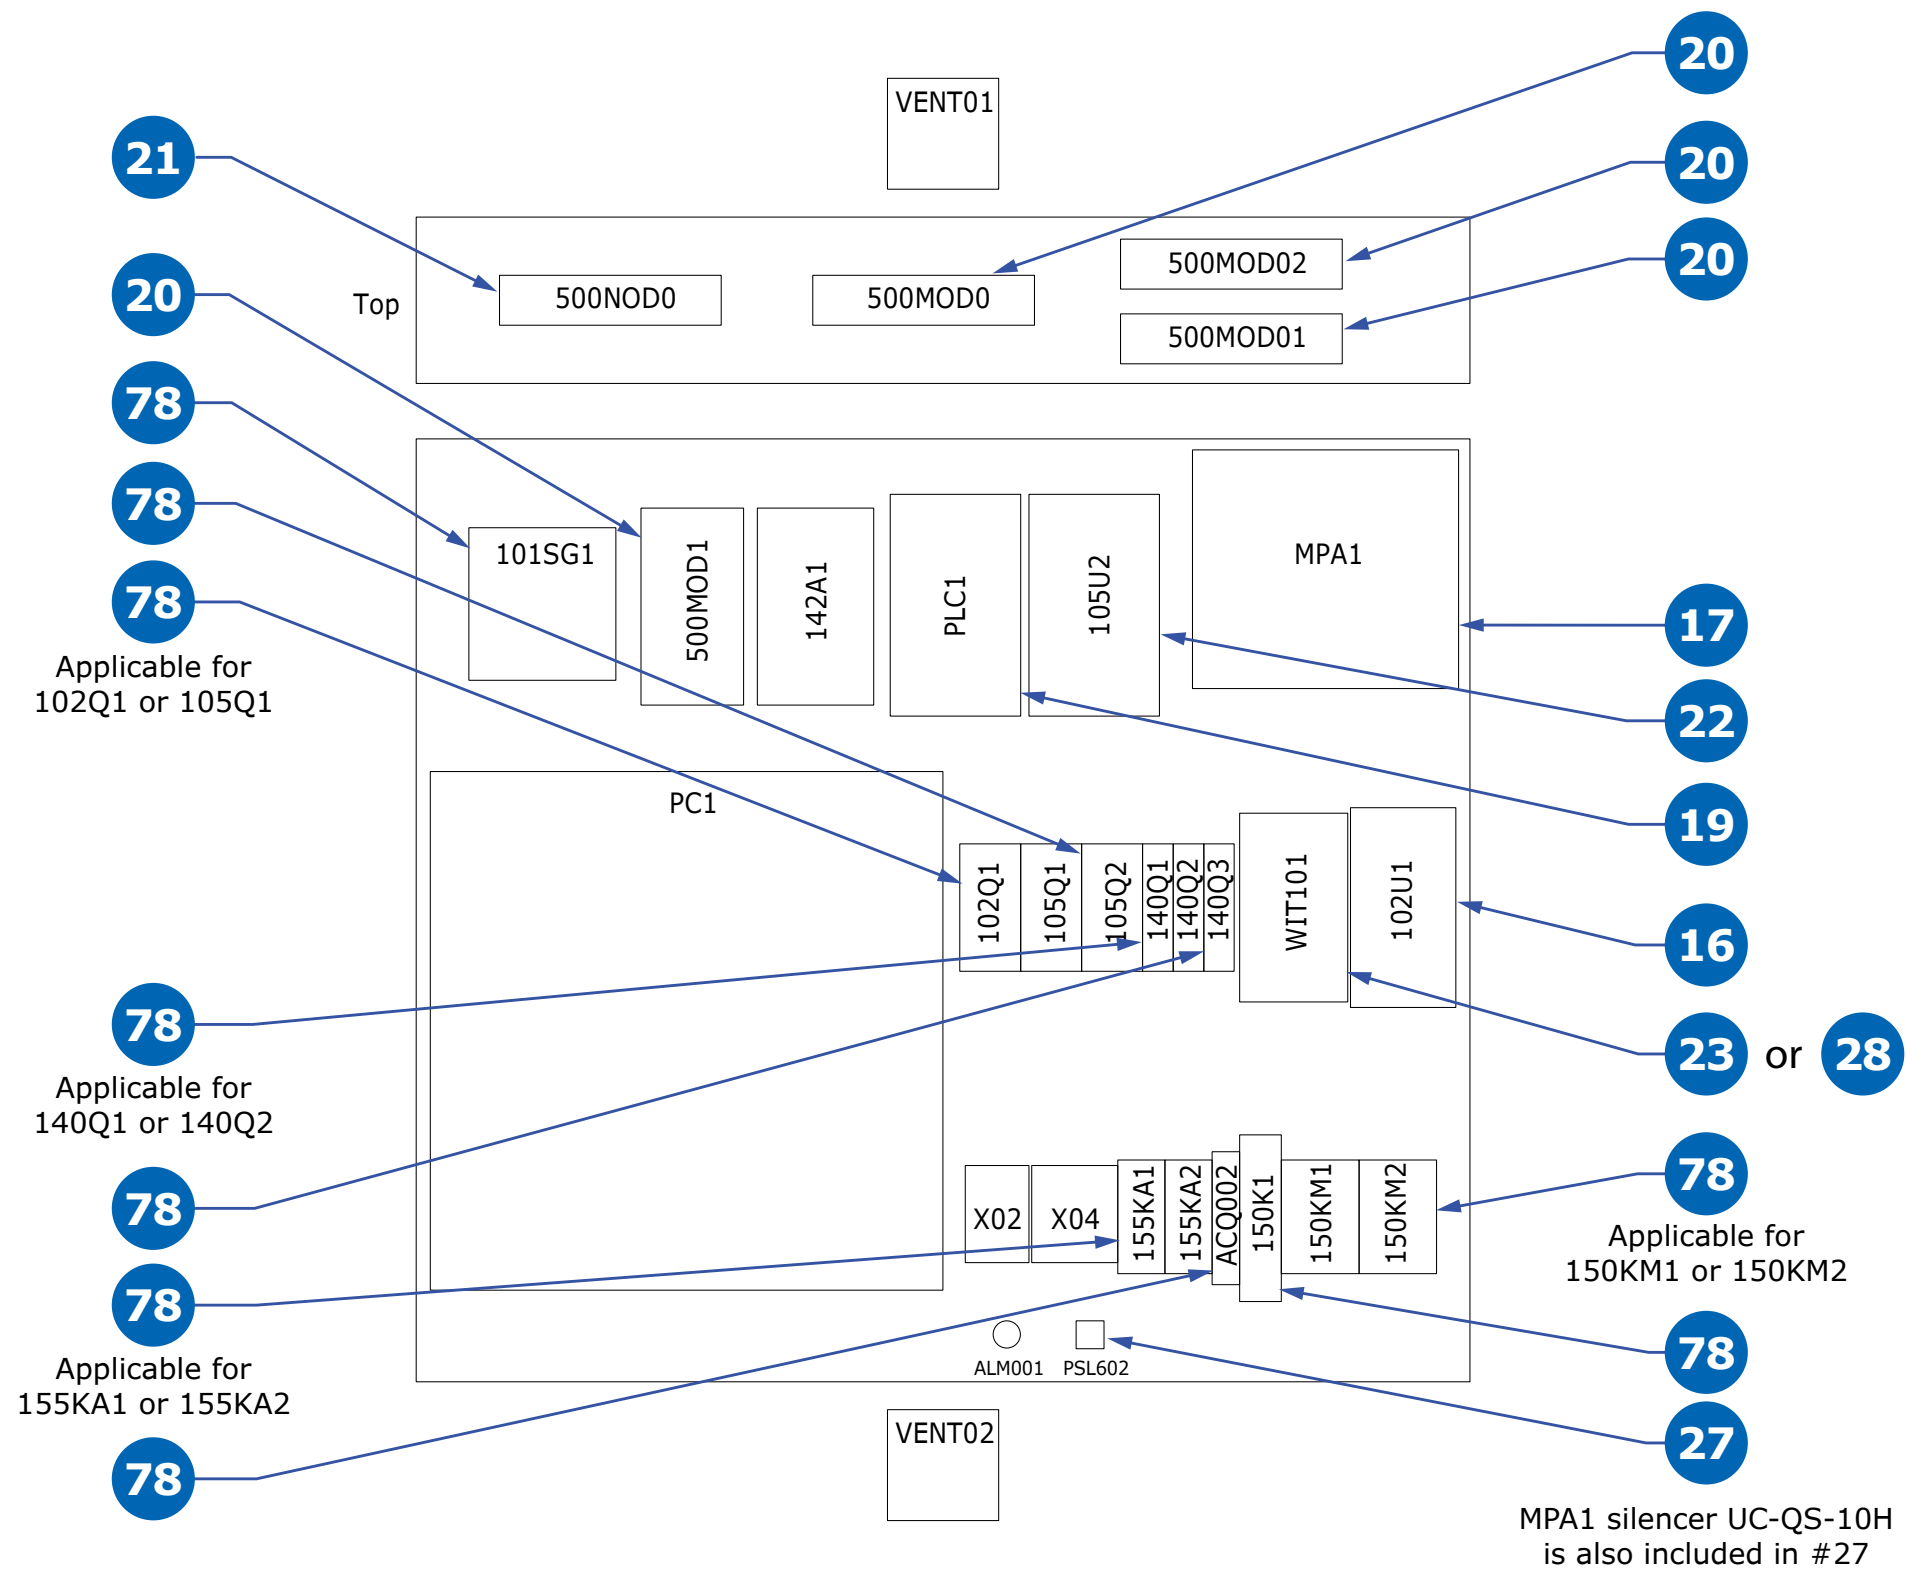 20
VENT01
21
20
20
500MOD02
20
500NOD0
500MOD0
Top
500MOD01
78
78
101SG1
500MOD1
142A1
PLC1
105U2
MPA1
78
Applicable for
102Q1 or 105Q1
17
22
PC1
19
102Q1
105Q1
105Q2
140Q1
140Q2
140Q3
WIT101
102U1
16
78
Applicable for
140Q1 or 140Q2
23 or 28
78
X02
X04
155KA1
155KA2
ACQ002
150K1
150KM1
150KM2
78
Applicable for
150KM1 or 150KM2
78
Applicable for
155KA1 or 155KA2
ALM001
PSL602
78
78
VENT02
27
MPA1 silencer UC-QS-10H
is also included in #27